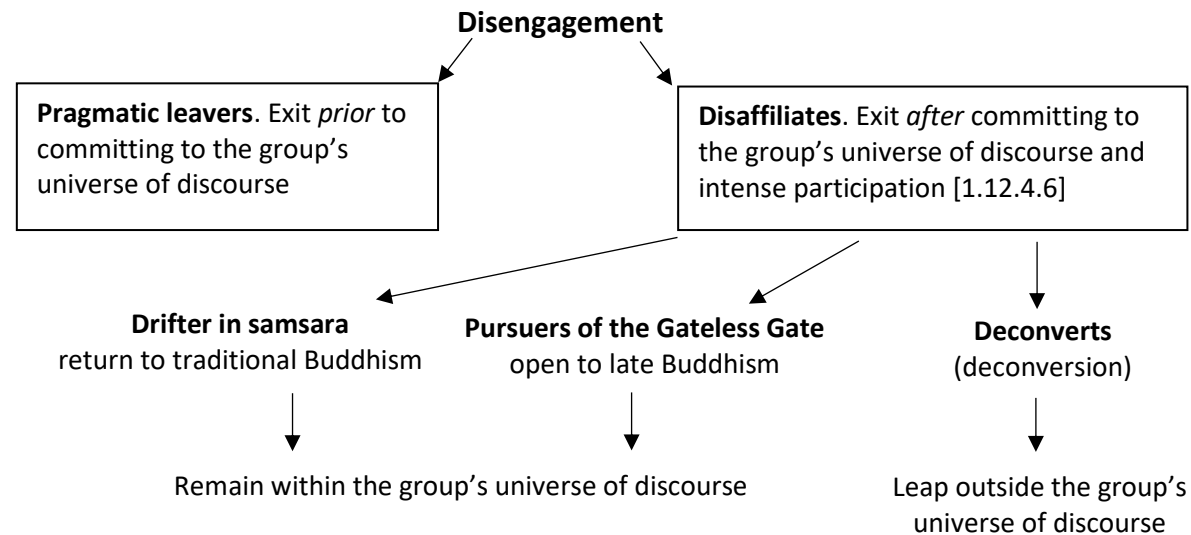 Disengagement
Pragmatic leavers. Exit prior to
committing to the group’s
universe of discourse
Disaffiliates. Exit after committing to
the group’s universe of discourse and
intense participation [1.12.4.6]
Drifter in samsara
return to traditional Buddhism
Pursuers of the Gateless Gate
open to late Buddhism
Deconverts
(deconversion)
Remain within the group’s universe of discourse
Leap outside the group’s
universe of discourse